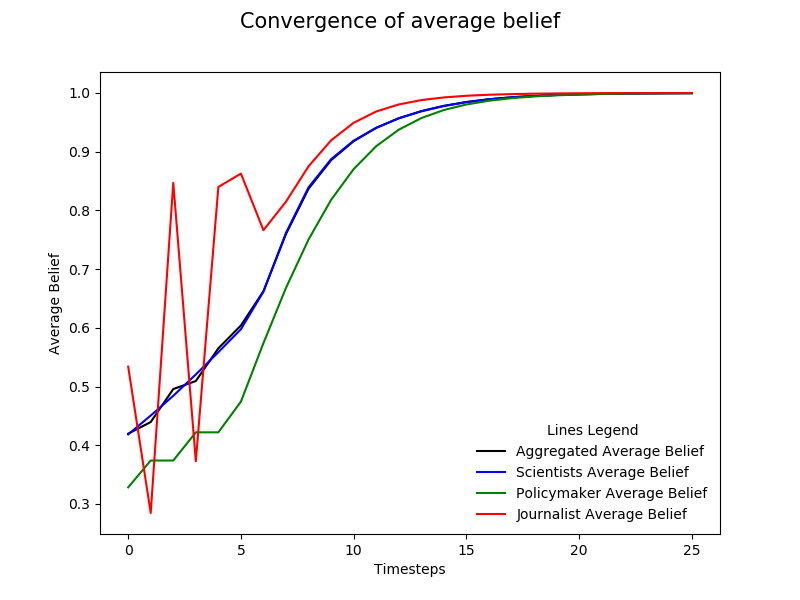 Convergence of average belief
1.0
0.9
0.8
0.7
0.6
0.5
0.4
0.3
Average Belief
Lines Legend
Aggregated Average Belief
Scientists Average Belief
Policymaker Average Belief
Journalist Average Belief
0 5 10 15 20 25
Timesteps